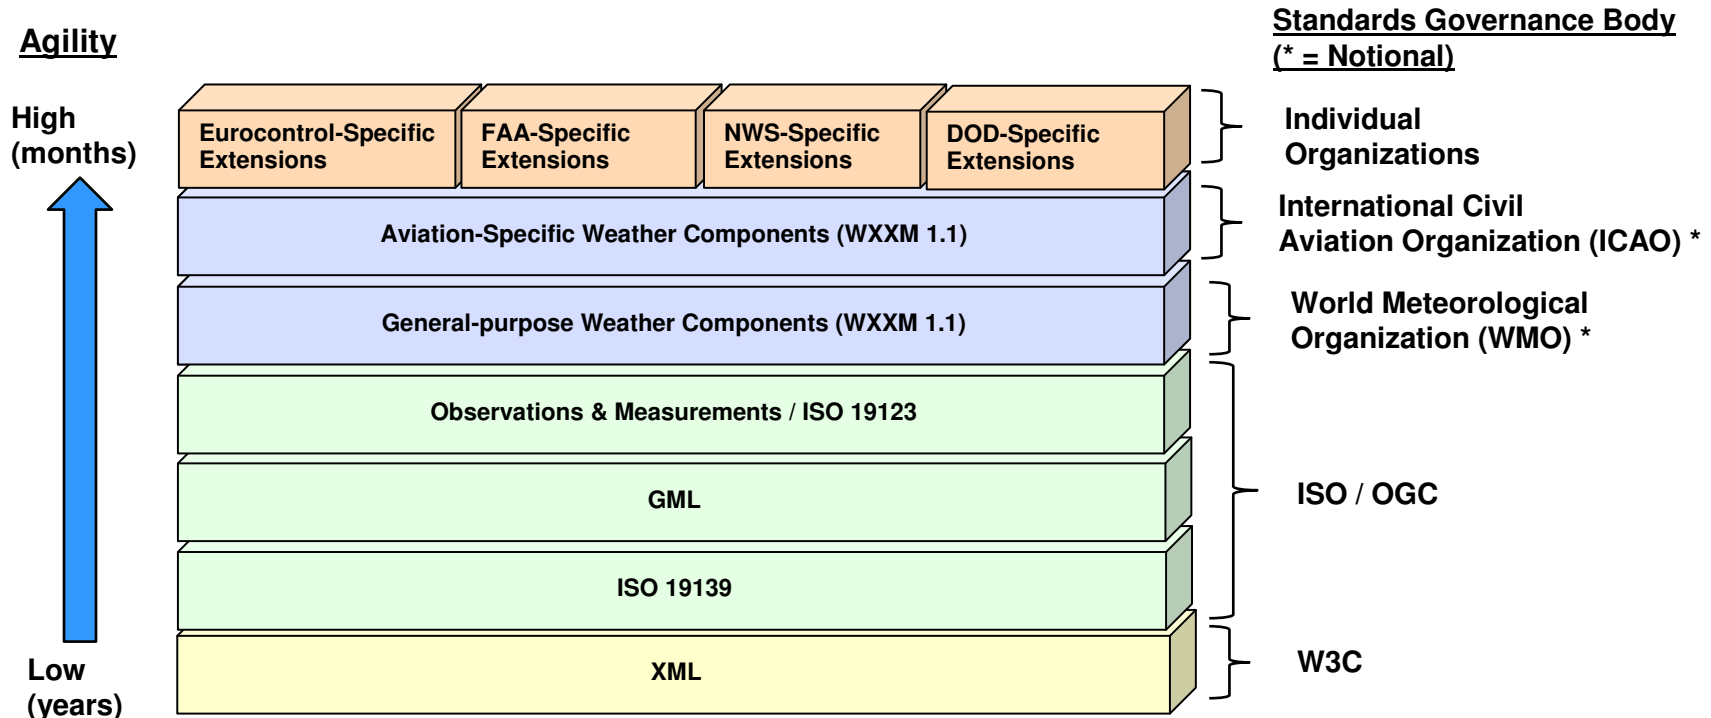 Agility
Standards Governance Body
(* = Notional)
High
(months)
Eurocontrol-Specific
Extensions
FAA-Specific
Extensions
NWS-Specific
Extensions
DOD-Specific
Extensions
Individual
Organizations
Aviation-Specific Weather Components (WXXM 1.1)
International Civil
Aviation Organization (ICAO) *
General-purpose Weather Components (WXXM 1.1)
World Meteorological
Organization (WMO) *
Observations & Measurements / ISO 19123
GML
ISO / OGC
ISO 19139
XML
W3C
Low
(years)